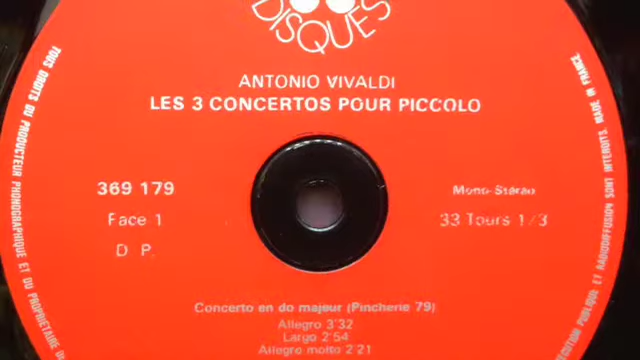 DISQUES
ANTONIO VIVALDI
LES 3 CONCERTOS POUR PICCOLO
369 179
Face 1
D P.
Mono-Stéréo
33 Tours 1/3
Concerto en do majeur (Pincherle 79)
Allegro 3'32
Largo 2'54
Allegro molto 2'21
TOUS DROITS DU PRODUCTEUR PHONOGRAPHIQUE ET DU PROPRIETAIRE
PUBLIQUE ET RADIODIFFUSION SONT INTERDITS MADE IN FRANCE